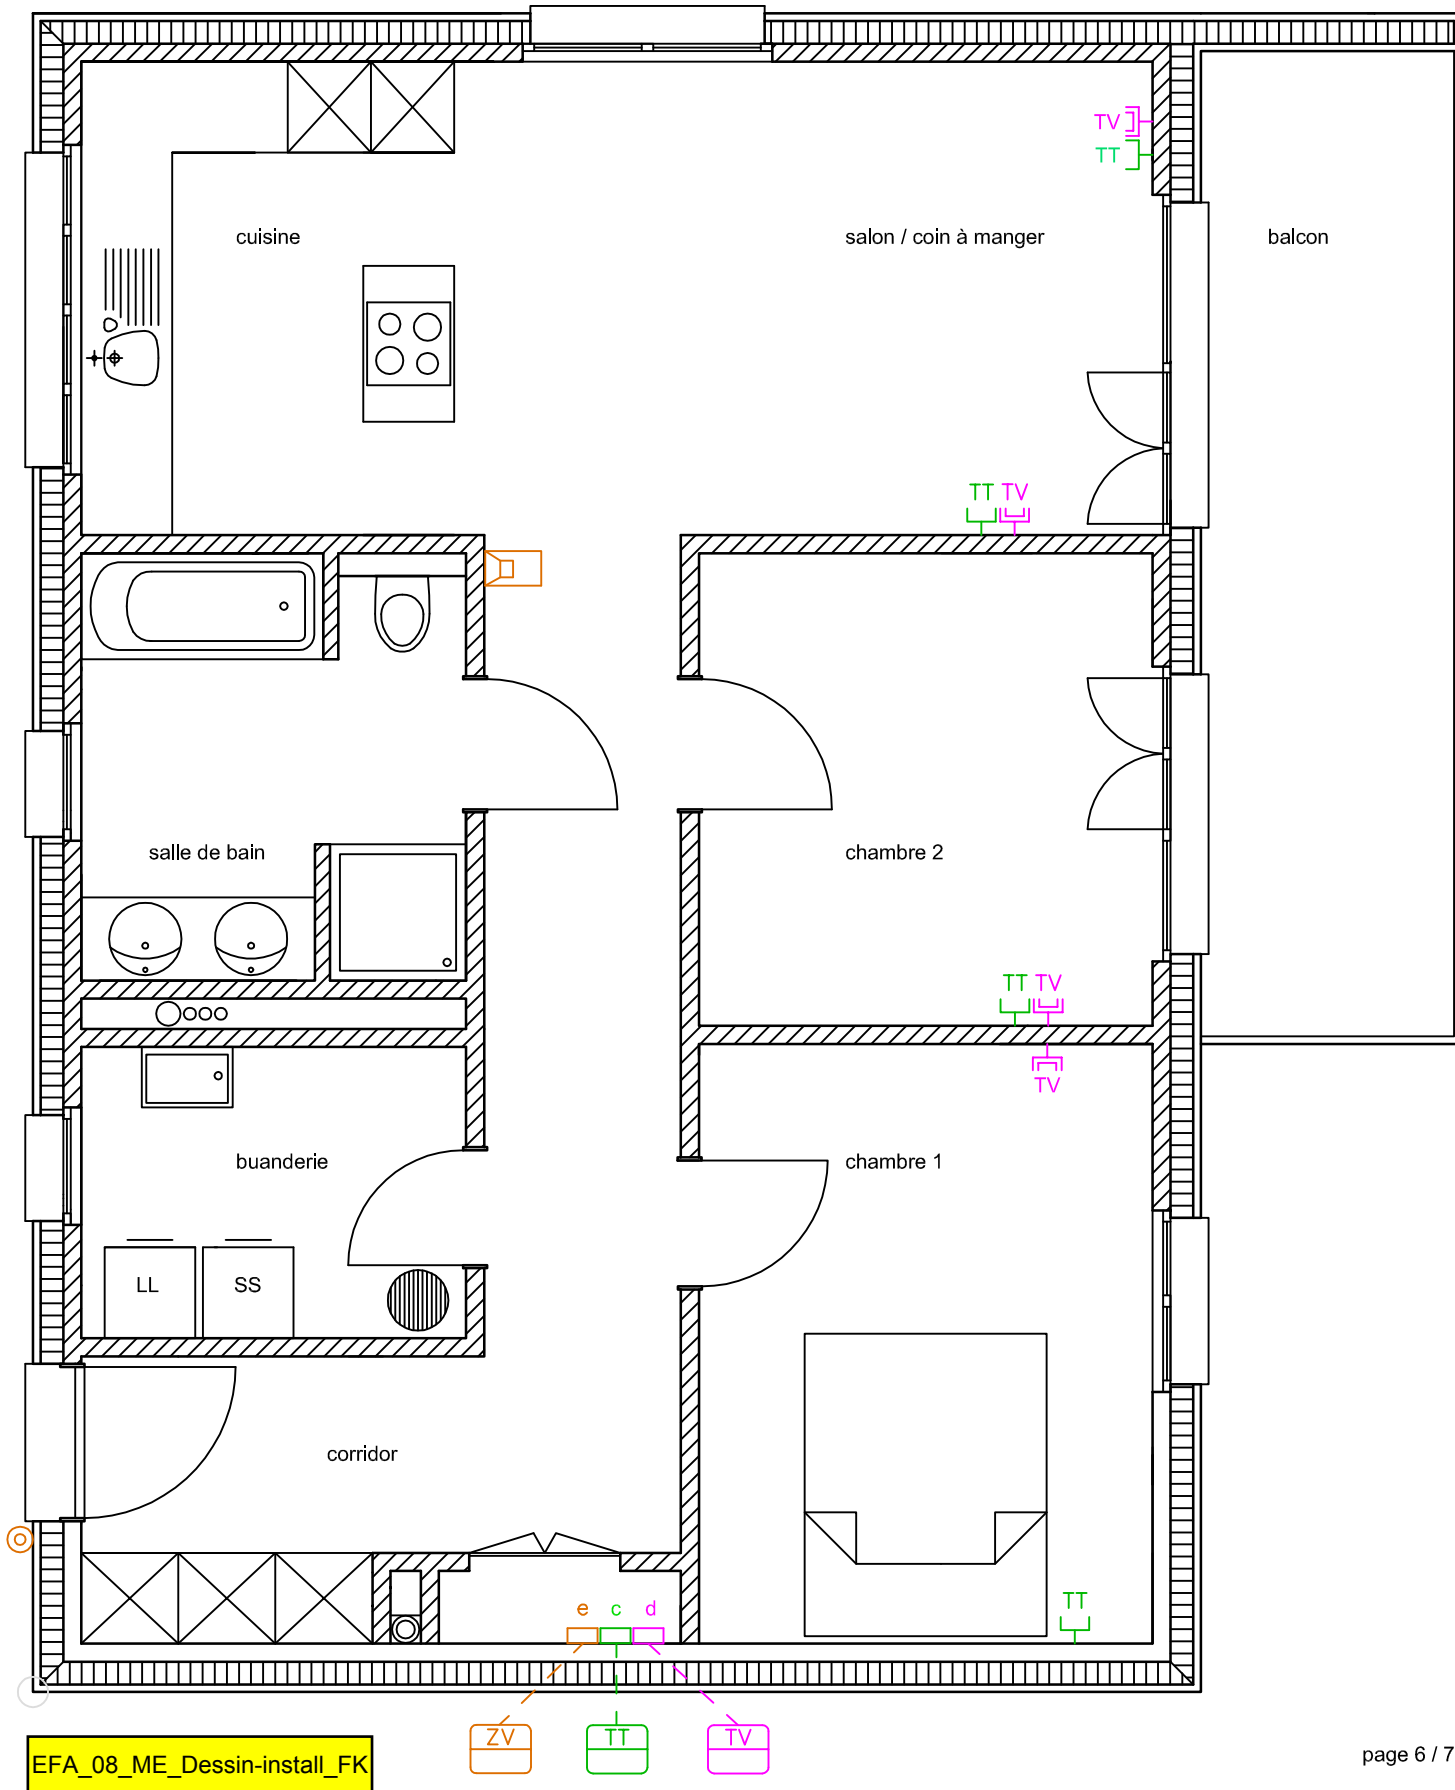 TV
TT
cuisine
salon / coin à manger
balcon
TT TV
salle de bain
chambre 2
TT TV
TV
buanderie
chambre 1
LL
SS
corridor
TT
e c d
ZV
TT
TV
EFA_08_ME_Dessin-install_FK
page 6 / 7